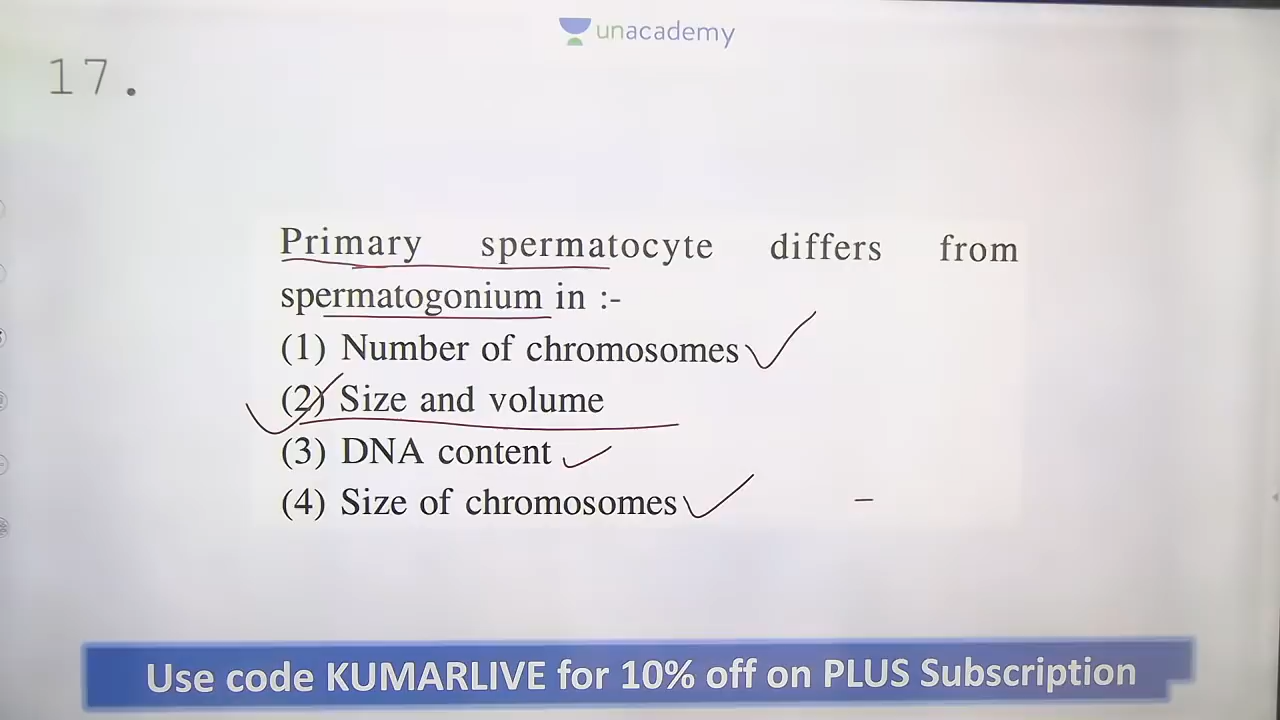 unacademy
17.
Primary spermatocyte differs from
spermatogonium in :-
(1) Number of chromosomes
(2) Size and volume
(3) DNA content
(4) Size of chromosomes
Use code KUMARLIVE for 10% off on PLUS Subscription